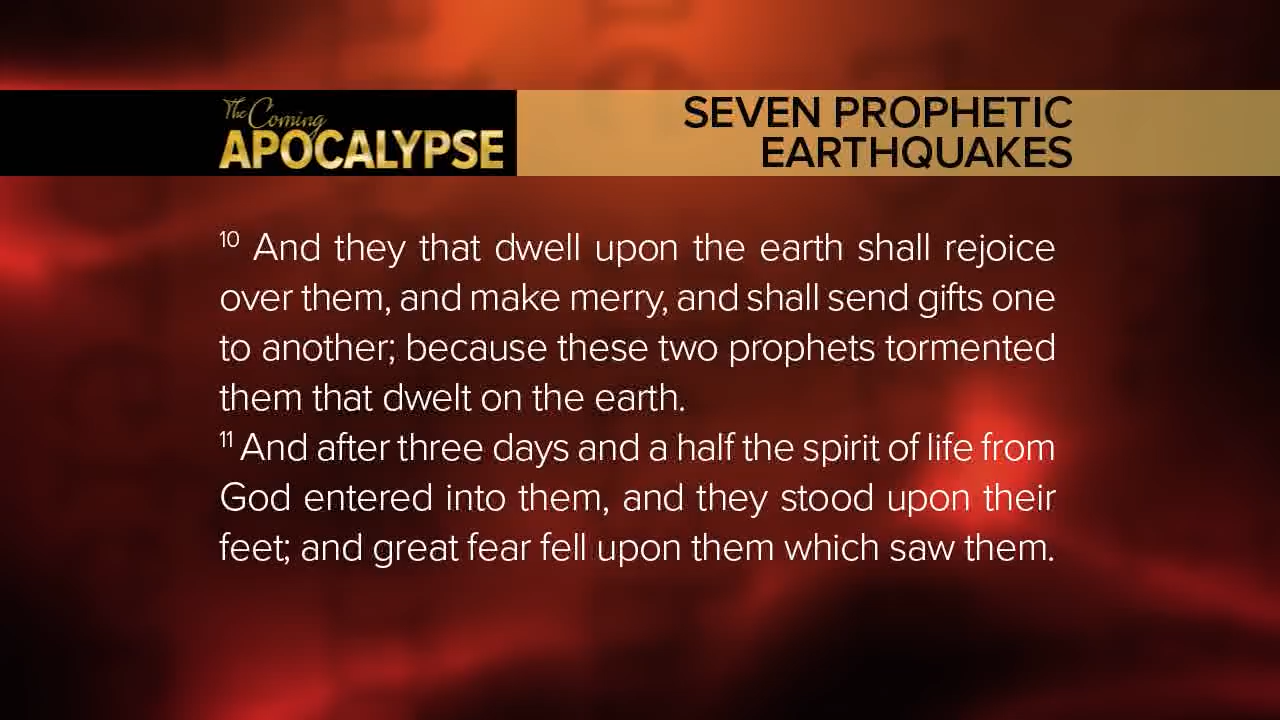 The Coming
APOCALYPSE
SEVEN PROPHETIC
EARTHQUAKES
10 And they that dwell upon the earth shall rejoice
over them, and make merry, and shall send gifts one
to another; because these two prophets tormented
them that dwelt on the earth.
11 And after three days and a half the spirit of life from
God entered into them, and they stood upon their
feet; and great fear fell upon them which saw them.